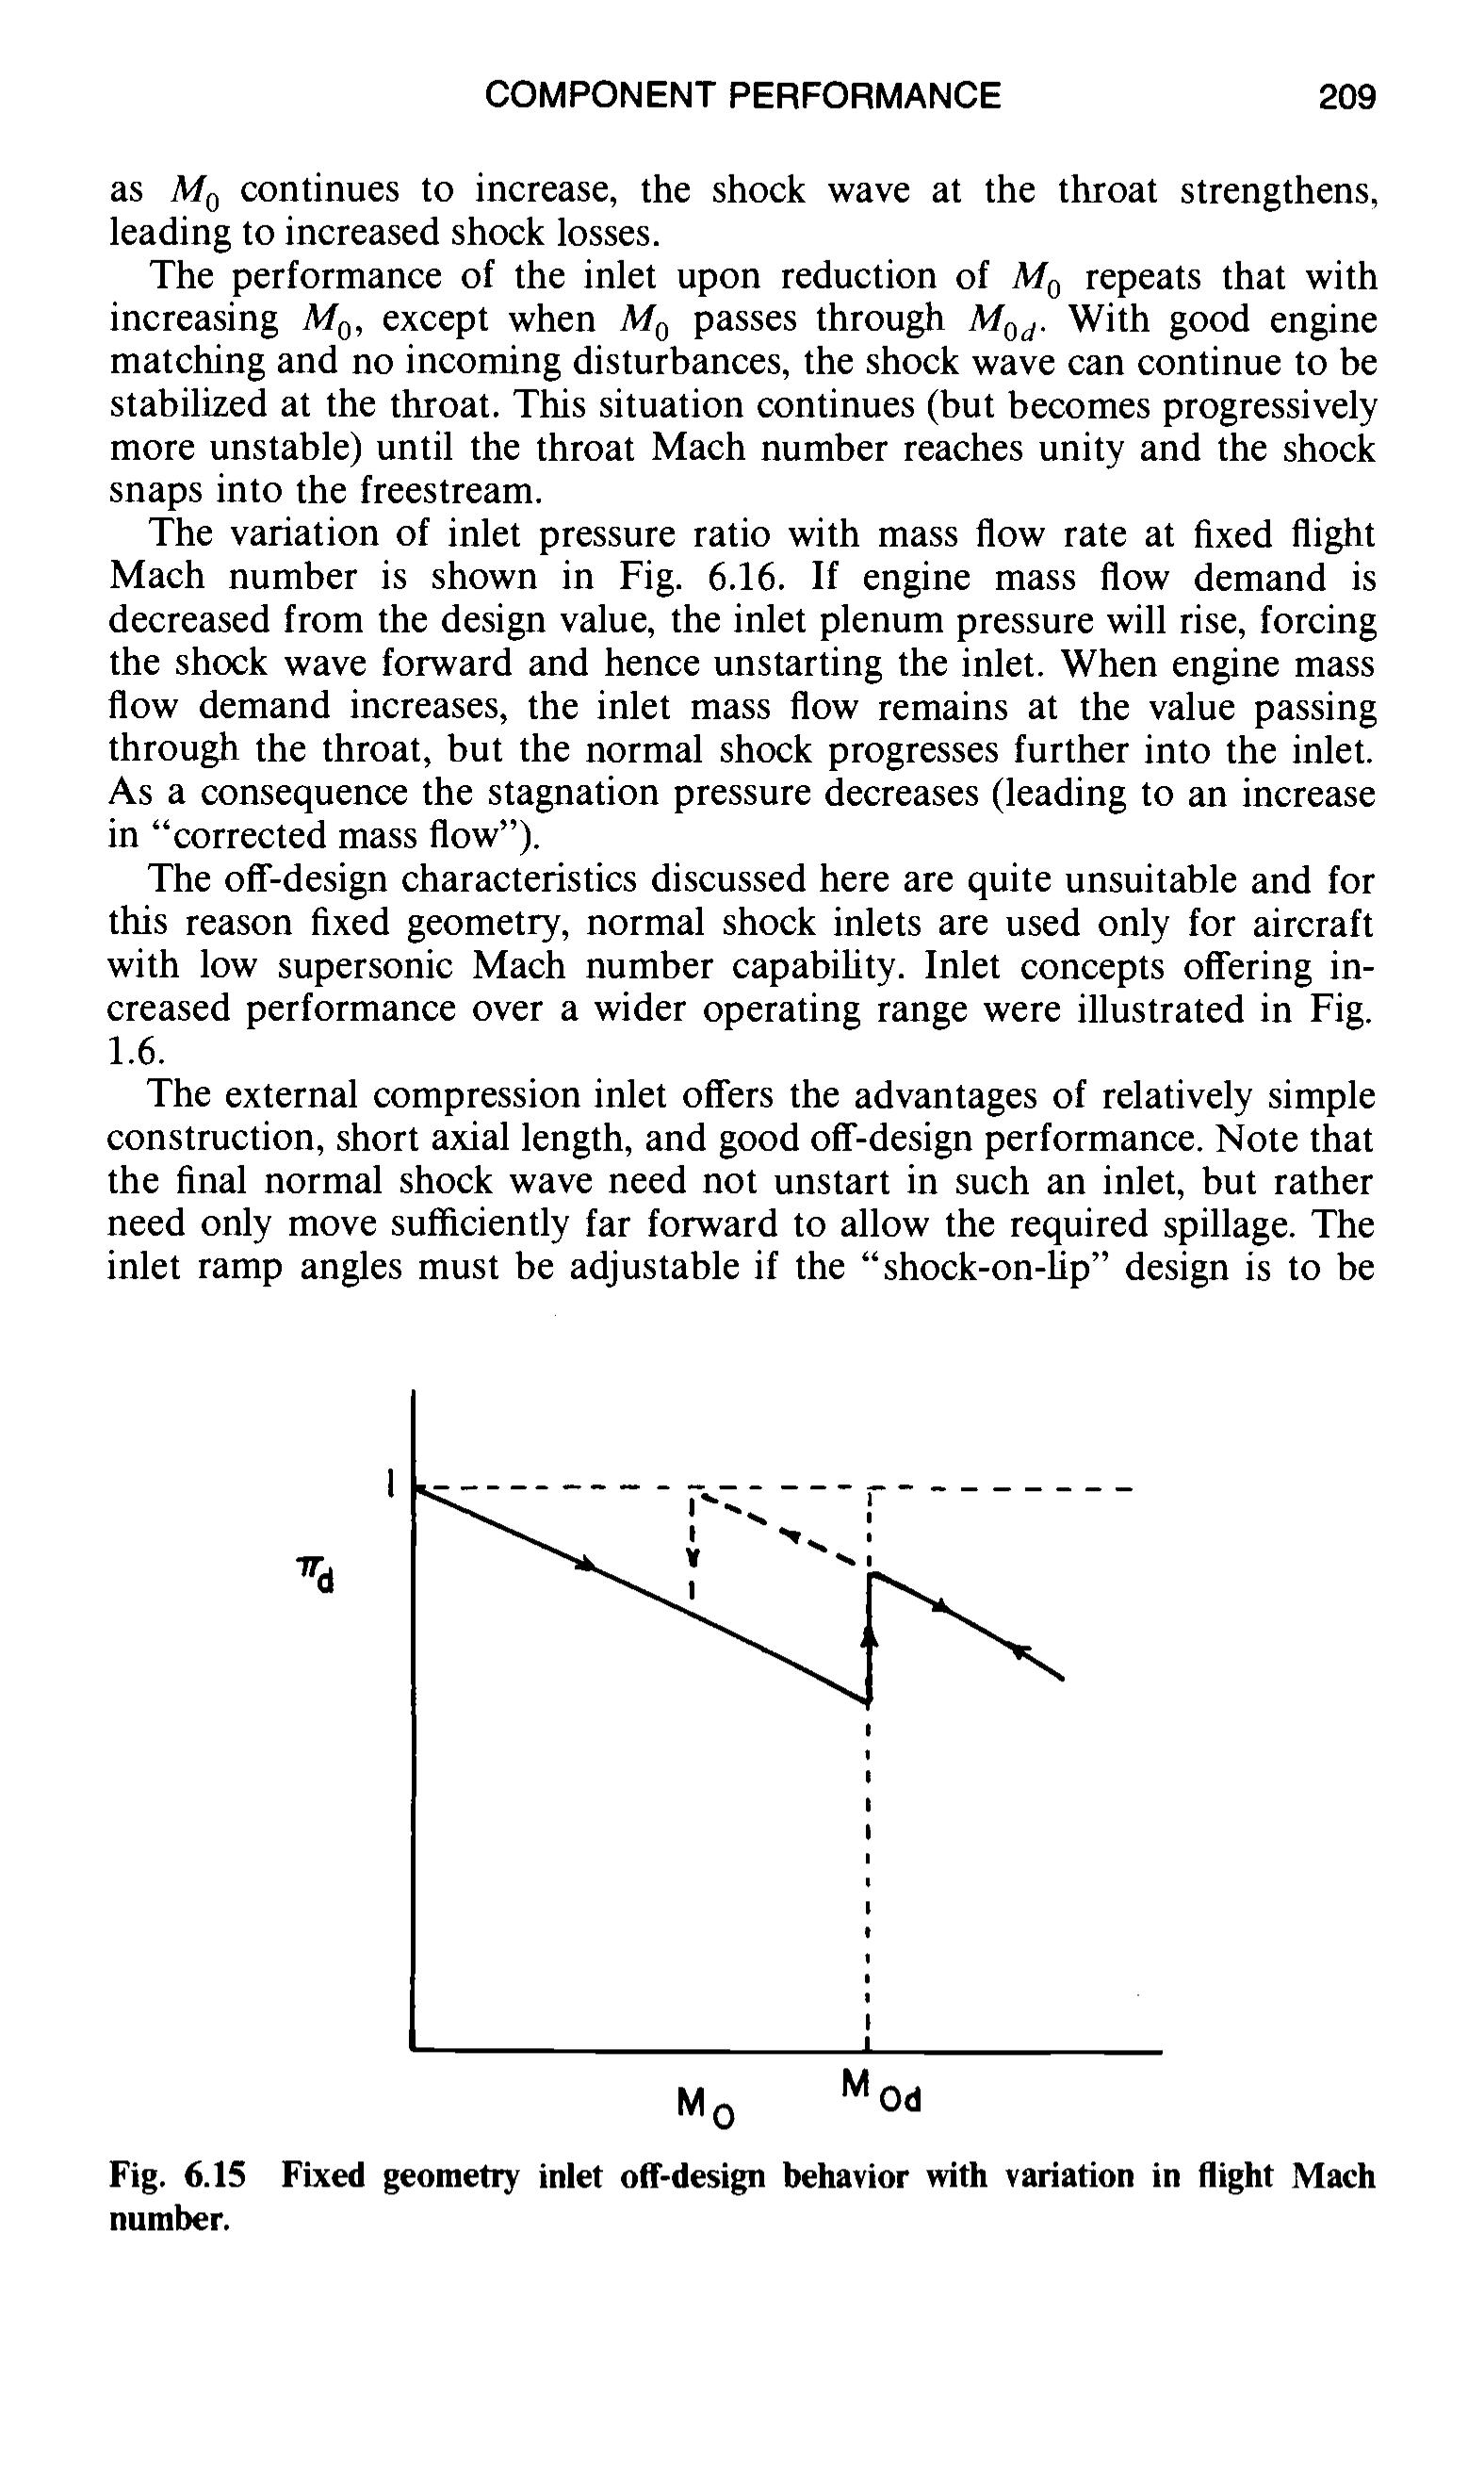 COMPONENT PERFORMANCE 209
as M₀ continues to increase, the shock wave at the throat strengthens,
leading to increased shock losses.
The performance of the inlet upon reduction of M₀ repeats that with
increasing M₀, except when M₀ passes through M₀d. With good engine
matching and no incoming disturbances, the shock wave can continue to be
stabilized at the throat. This situation continues (but becomes progressively
more unstable) until the throat Mach number reaches unity and the shock
snaps into the freestream.
The variation of inlet pressure ratio with mass flow rate at fixed flight
Mach number is shown in Fig. 6.16. If engine mass flow demand is
decreased from the design value, the inlet plenum pressure will rise, forcing
the shock wave forward and hence unstarting the inlet. When engine mass
flow demand increases, the inlet mass flow remains at the value passing
through the throat, but the normal shock progresses further into the inlet.
As a consequence the stagnation pressure decreases (leading to an increase
in “corrected mass flow”).
The off-design characteristics discussed here are quite unsuitable and for
this reason fixed geometry, normal shock inlets are used only for aircraft
with low supersonic Mach number capability. Inlet concepts offering in-
creased performance over a wider operating range were illustrated in Fig.
1.6.
The external compression inlet offers the advantages of relatively simple
construction, short axial length, and good off-design performance. Note that
the final normal shock wave need not unstart in such an inlet, but rather
need only move sufficiently far forward to allow the required spillage. The
inlet ramp angles must be adjustable if the “shock-on-lip” design is to be
1
πd
M₀
M₀d
Fig. 6.15 Fixed geometry inlet off-design behavior with variation in flight Mach
number.